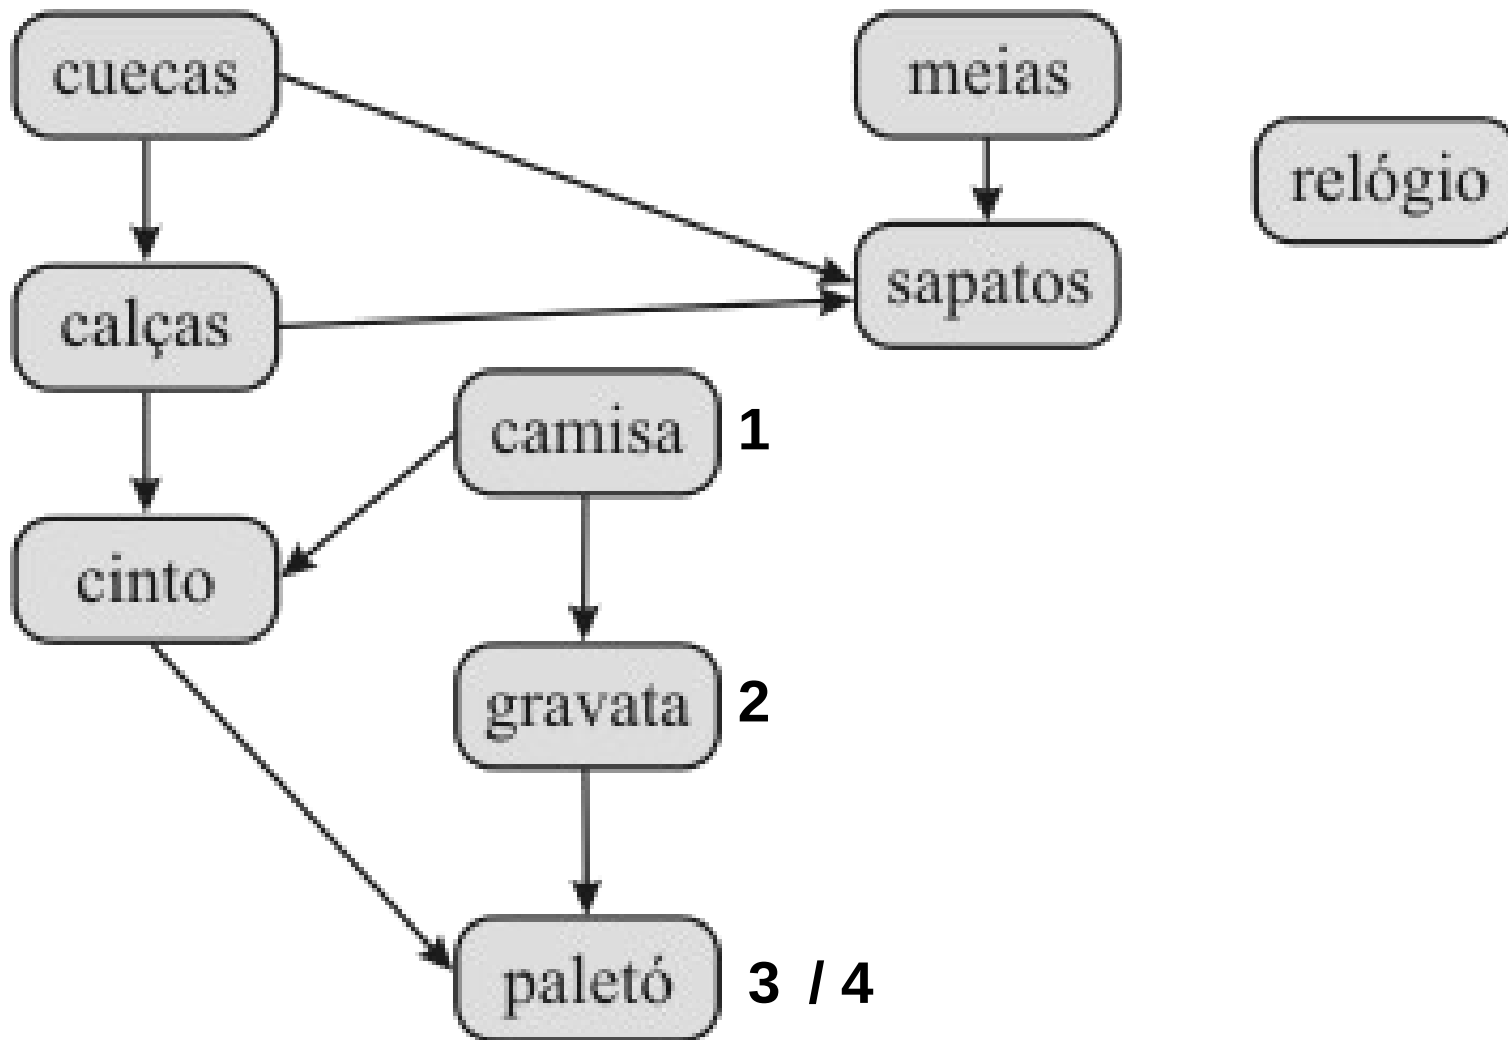 cuecas
meias
relógio
sapatos
calças
camisa 1
cinto
gravata 2
paletó 3 / 4